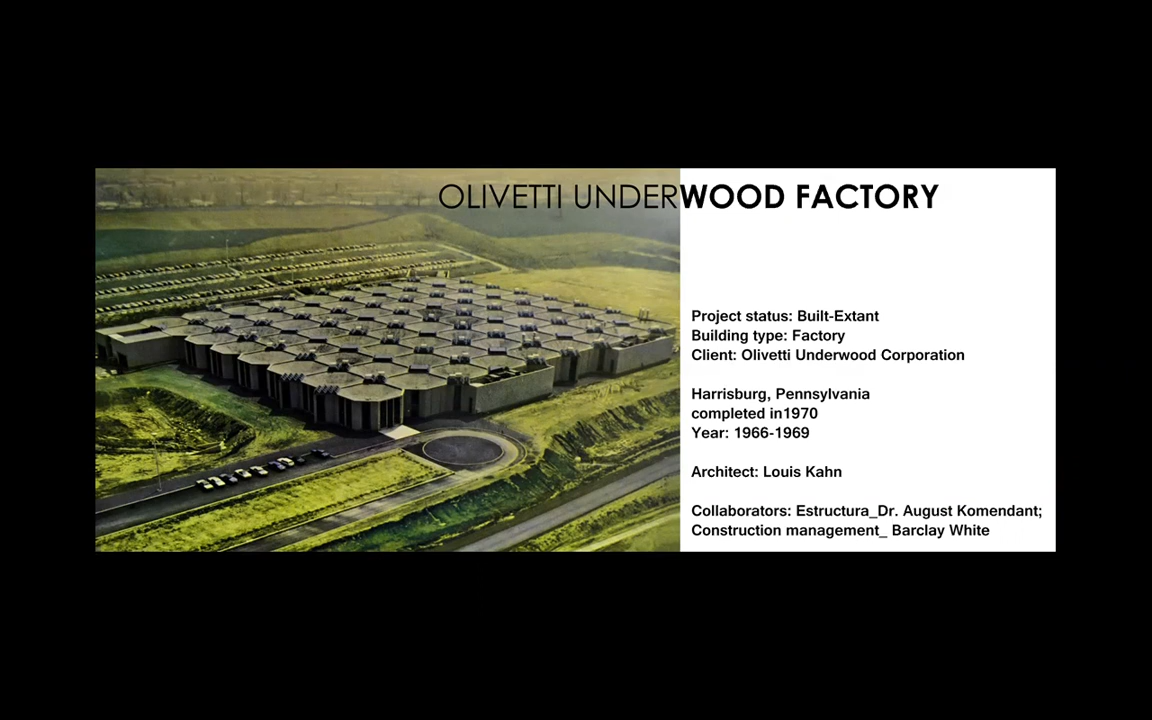 OLIVETTI UNDERWOOD FACTORY
Project status: Built-Extant
Building type: Factory
Client: Olivetti Underwood Corporation
Harrisburg, Pennsylvania
completed in1970
Year: 1966-1969
Architect: Louis Kahn
Collaborators: Estructura_Dr. August Komendant;
Construction management_ Barclay White